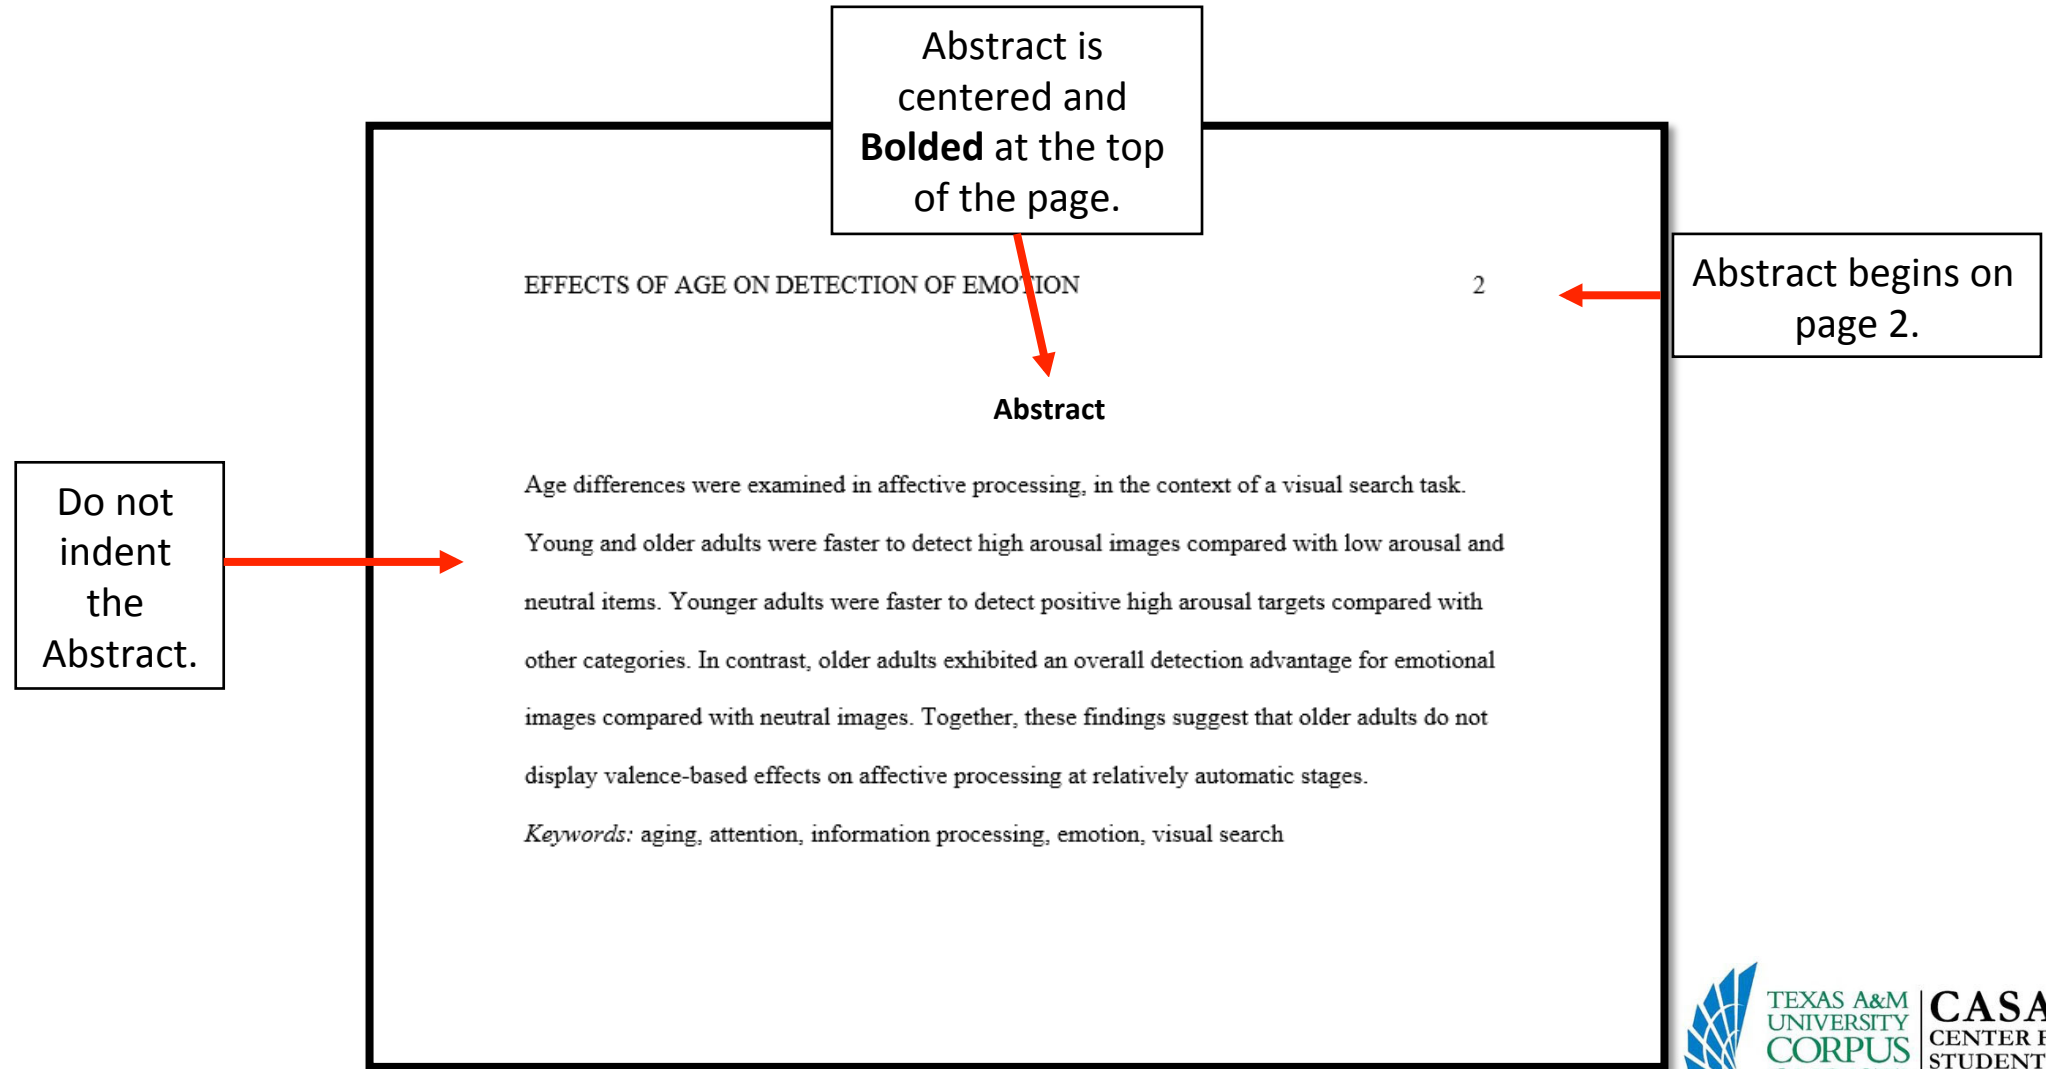 Abstract is
centered and
Bolded at the top
of the page.
EFFECTS OF AGE ON DETECTION OF EMOTION 2
Abstract begins on
page 2.
Abstract
Do not
indent
the
Abstract.
Age differences were examined in affective processing, in the context of a visual search task.
Young and older adults were faster to detect high arousal images compared with low arousal and
neutral items. Younger adults were faster to detect positive high arousal targets compared with
other categories. In contrast, older adults exhibited an overall detection advantage for emotional
images compared with neutral images. Together, these findings suggest that older adults do not
display valence-based effects on affective processing at relatively automatic stages.
Keywords: aging, attention, information processing, emotion, visual search
TEXAS A&M
UNIVERSITY
CORPUS
CASA
CENTER
STUDENT